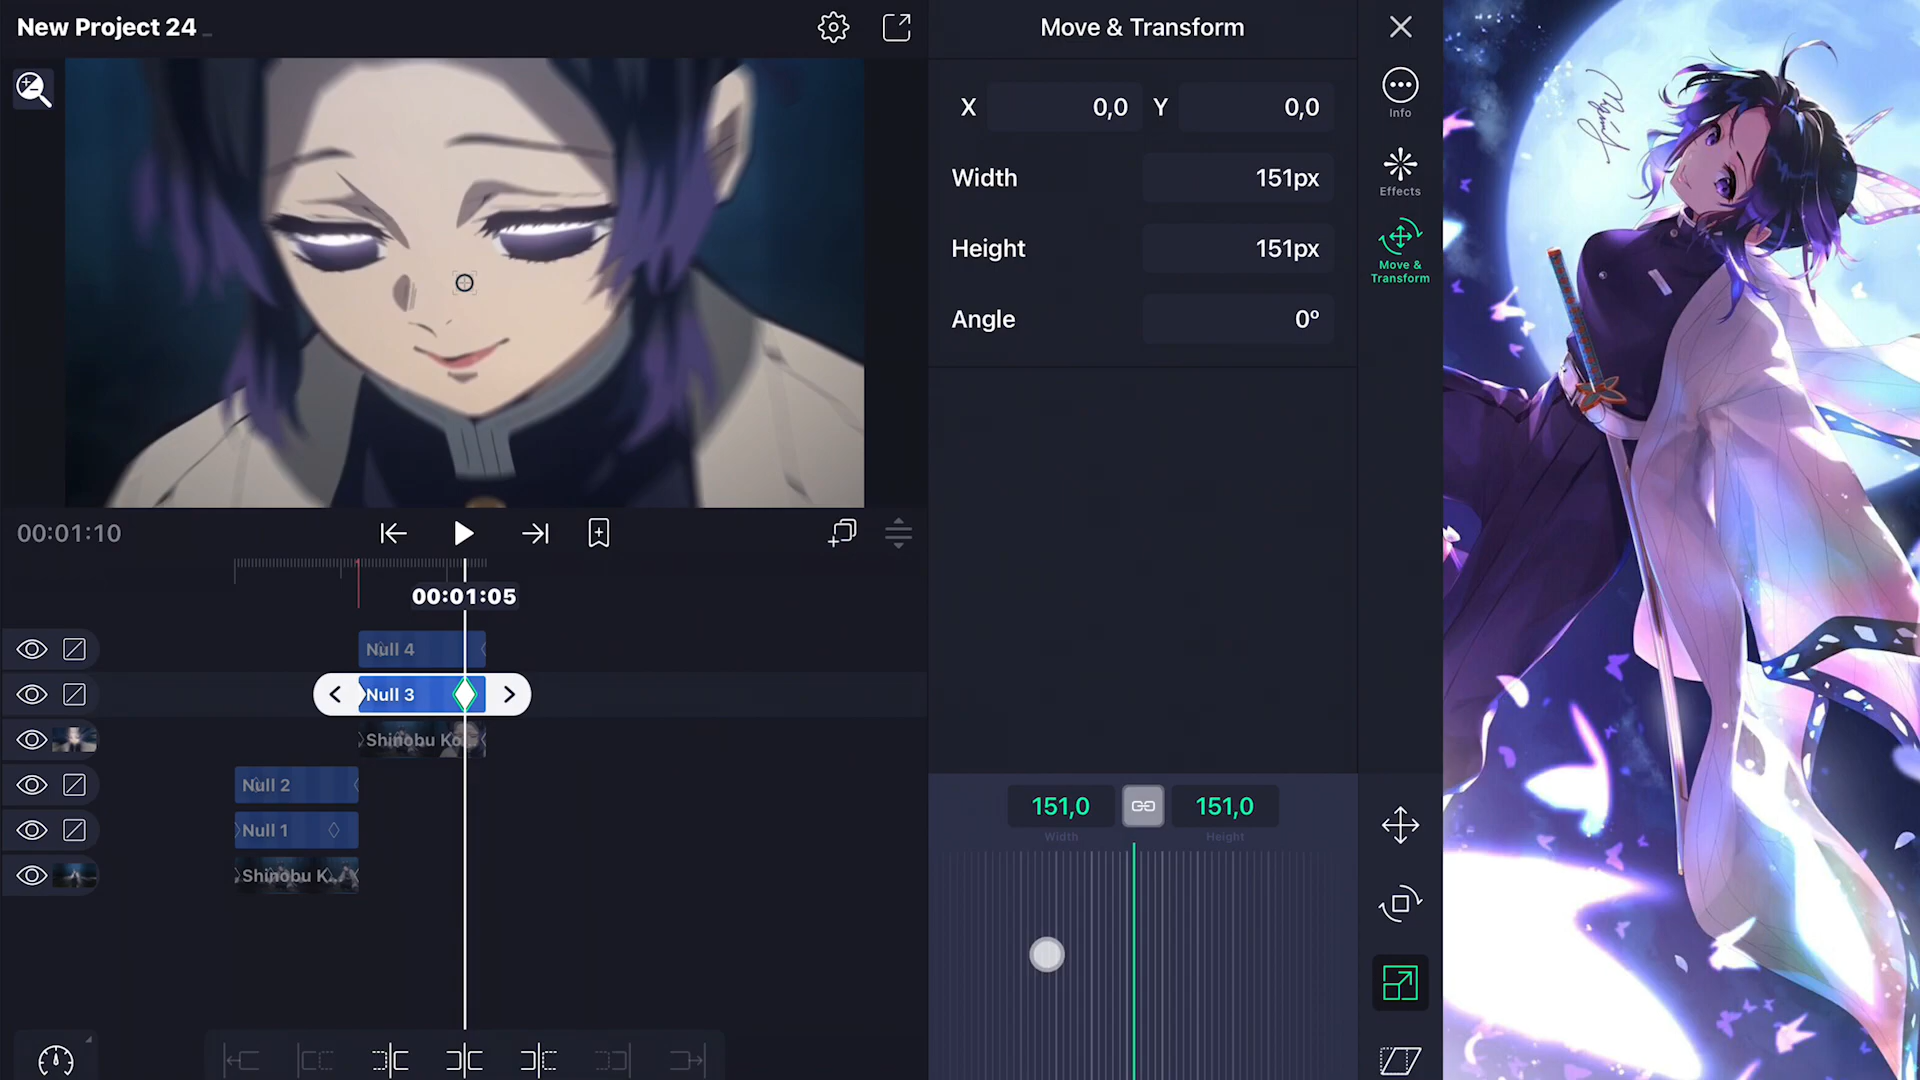 New Project 24
Move & Transform
X 0,0 Y 0,0
Info
Width 151px
Effects
Height 151px
Move &
Transform
Angle 0º
00:01:10
00:01:05
Null 4
Null 3
Shinobu Ko...
Null 2
Null 1
Shinobu K...
151,0 151,0
Width Height